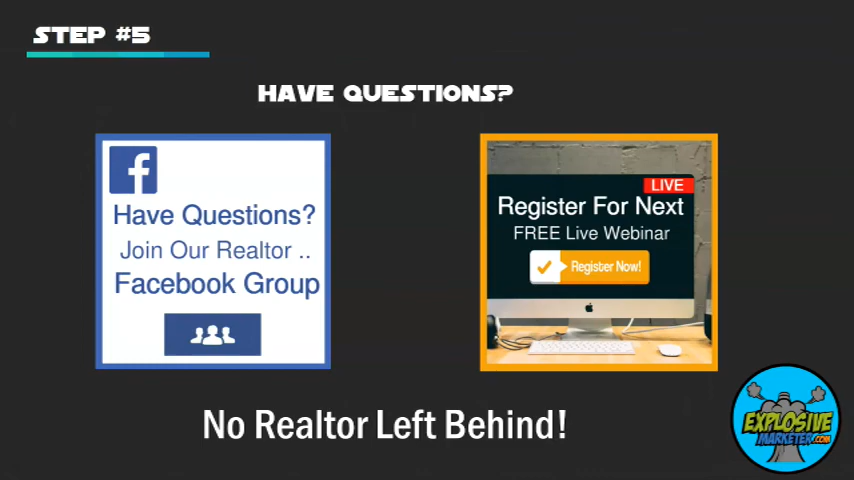 STEP #5
HAVE QUESTIONS?
Have Questions?
Join Our Realtor ..
Facebook Group
LIVE
Register For Next
FREE Live Webinar
Register Now!
No Realtor Left Behind!
EXPLOSIVE
MARKETER.COM